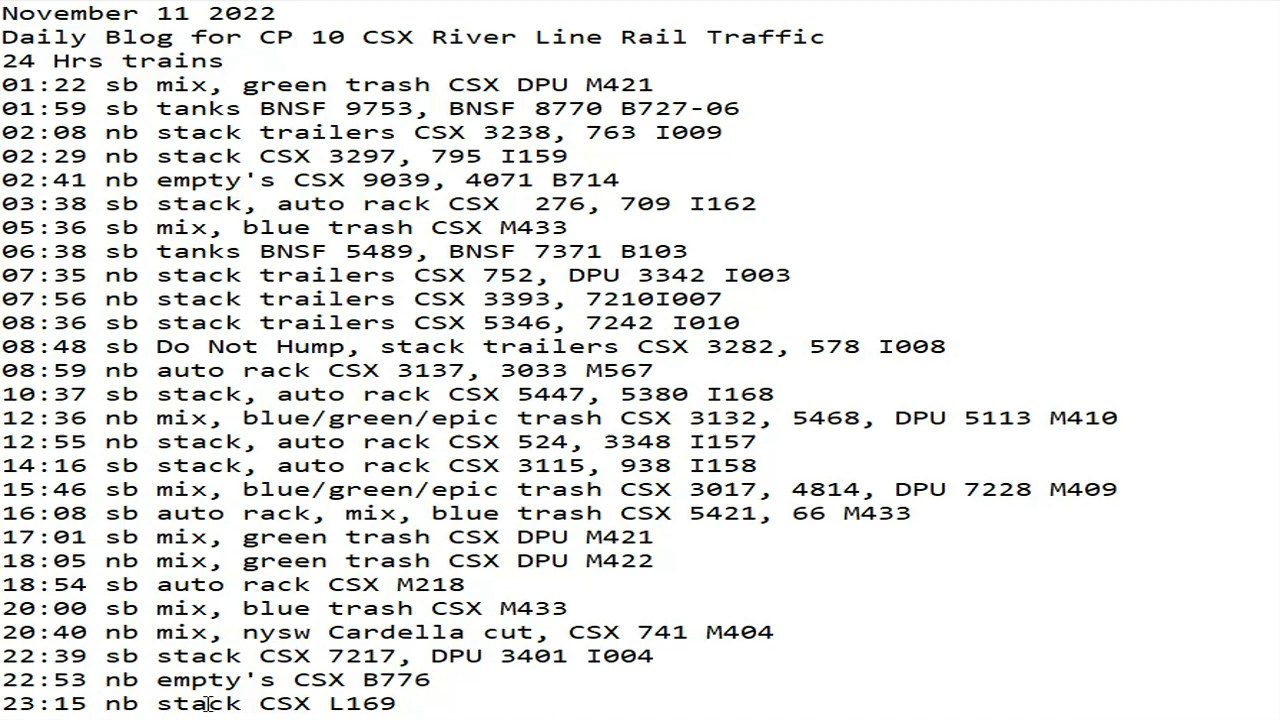 November 11 2022
Daily Blog for CP 10 CSX River Line Rail Traffic
24 Hrs trains
01:22 sb mix, green trash CSX DPU M421
01:59 sb tanks BNSF 9753, BNSF 8770 B727-06
02:08 nb stack trailers CSX 3238, 763 I009
02:29 nb stack CSX 3297, 795 I159
02:41 nb empty's CSX 9039, 4071 B714
03:38 sb stack, auto rack CSX  276, 709 I162
05:36 sb mix, blue trash CSX M433
06:38 sb tanks BNSF 5489, BNSF 7371 B103
07:35 nb stack trailers CSX 752, DPU 3342 I003
07:56 nb stack trailers CSX 3393, 7210I007
08:36 sb stack trailers CSX 5346, 7242 I010
08:48 sb Do Not Hump, stack trailers CSX 3282, 578 I008
08:59 nb auto rack CSX 3137, 3033 M567
10:37 sb stack, auto rack CSX 5447, 5380 I168
12:36 nb mix, blue/green/epic trash CSX 3132, 5468, DPU 5113 M410
12:55 nb stack, auto rack CSX 524, 3348 I157
14:16 sb stack, auto rack CSX 3115, 938 I158
15:46 sb mix, blue/green/epic trash CSX 3017, 4814, DPU 7228 M409
16:08 sb auto rack, mix, blue trash CSX 5421, 66 M433
17:01 sb mix, green trash CSX DPU M421
18:05 nb mix, green trash CSX DPU M422
18:54 sb auto rack CSX M218
20:00 sb mix, blue trash CSX M433
20:40 nb mix, nysw Cardella cut, CSX 741 M404
22:39 sb stack CSX 7217, DPU 3401 I004
22:53 nb empty's CSX B776
23:15 nb stack CSX L169